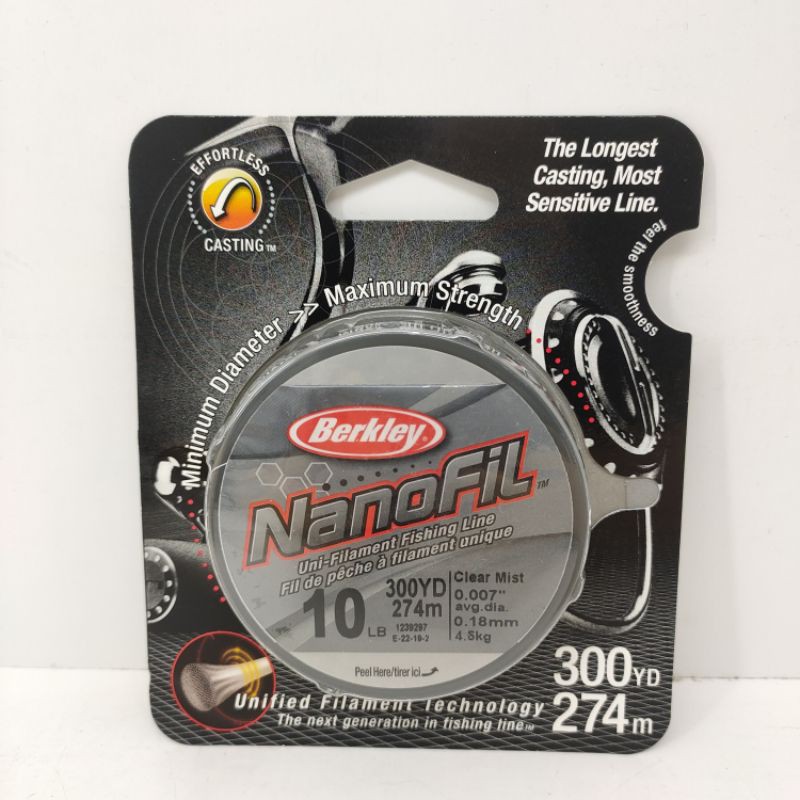 EFFORTLESS
CASTING™
The Longest
Casting, Most
Sensitive Line.
feel the smoothness
Minimum Diameter >> Maximum Strength
Berkley®
NanoFil™
Uni-Filament Fishing Line
Fil de pêche à filament unique
10 LB
300YD
274m
1239297
E-22-19-2
Clear Mist
0.007"
avg.dia.
0.18mm
4.5kg
Peel Here/tirer ici
Unified Filament Technology
The next generation in fishing line™
300YD
274m